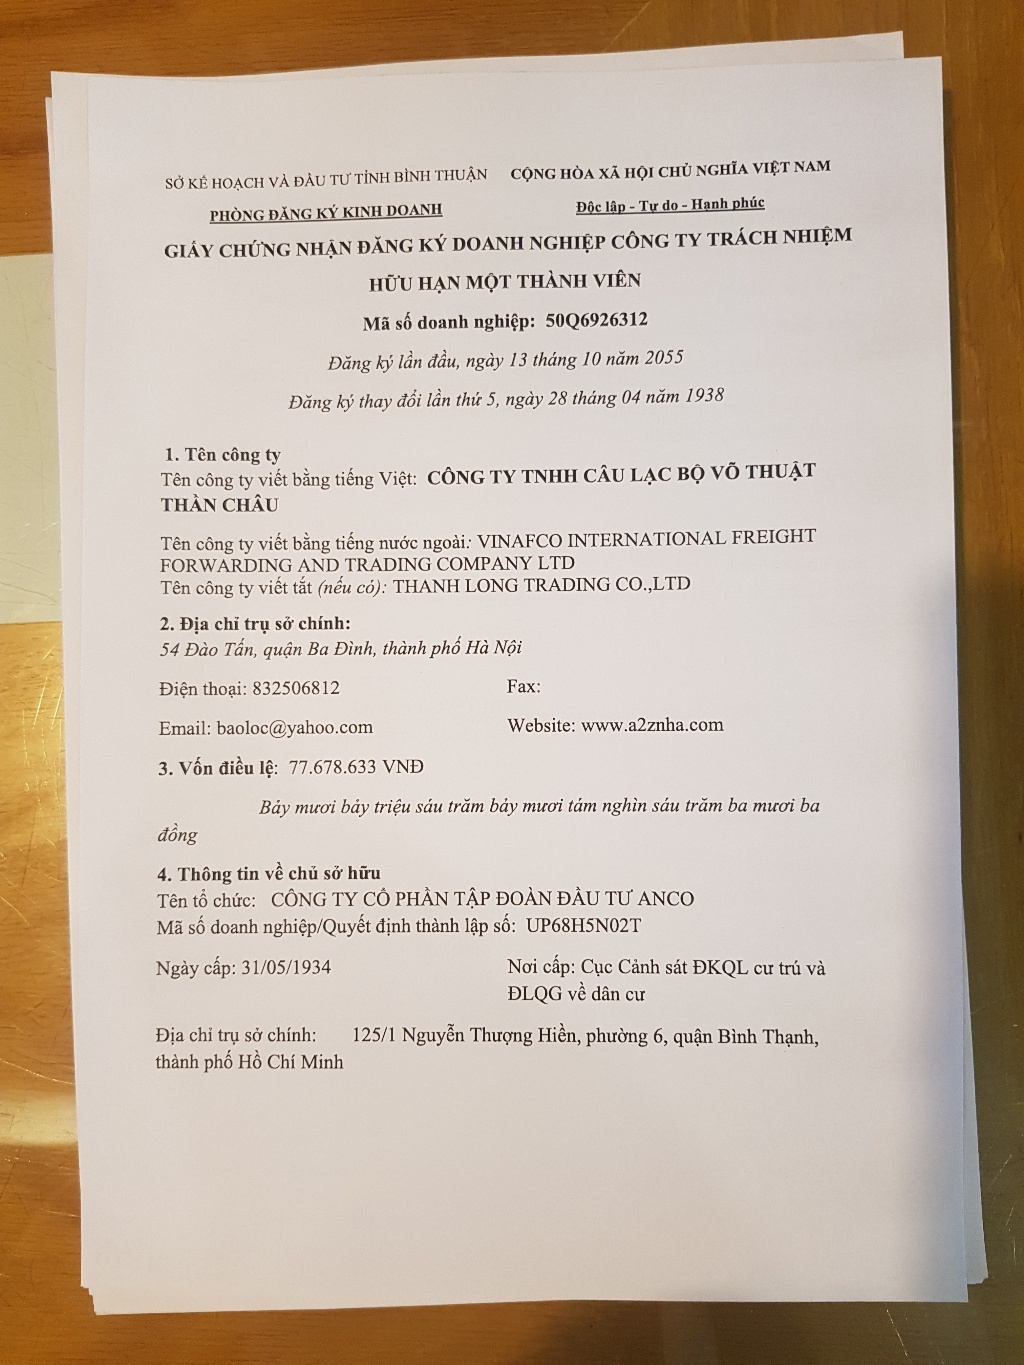 SỞ KẾ HOẠCH VÀ ĐẦU TƯ TỈNH BÌNH THUẬN CỘNG HÒA XÃ HỘI CHỦ NGHĨA VIỆT NAM
PHÒNG ĐĂNG KÝ KINH DOANH Độc lập - Tự do - Hạnh phúc
GIẤY CHỨNG NHẬN ĐĂNG KÝ DOANH NGHIỆP CÔNG TY TRÁCH NHIỆM
HỮU HẠN MỘT THÀNH VIÊN
Mã số doanh nghiệp: 50Q6926312
Đăng ký lần đầu, ngày 13 tháng 10 năm 2055
Đăng ký thay đổi lần thứ 5, ngày 28 tháng 04 năm 1938
1. Tên công ty
Tên công ty viết bằng tiếng Việt: CÔNG TY TNHH CÂU LẠC BỘ VÕ THUẬT
THẦN CHÂU
Tên công ty viết bằng tiếng nước ngoài: VINAFCO INTERNATIONAL FREIGHT
FORWARDING AND TRADING COMPANY LTD
Tên công ty viết tắt (nếu có): THANH LONG TRADING CO.,LTD
2. Địa chỉ trụ sở chính:
54 Đào Tấn, quận Ba Đình, thành phố Hà Nội
Điện thoại: 832506812 Fax:
Email: baoloc@yahoo.com Website: www.a2znha.com
3. Vốn điều lệ: 77.678.633 VNĐ
Bảy mươi bảy triệu sáu trăm bảy mươi tám nghìn sáu trăm ba mươi ba
đồng
4. Thông tin về chủ sở hữu
Tên tổ chức: CÔNG TY CỔ PHẦN TẬP ĐOÀN ĐẦU TƯ ANCO
Mã số doanh nghiệp/Quyết định thành lập số: UP68H5N02T
Ngày cấp: 31/05/1934 Nơi cấp: Cục Cảnh sát ĐKQL cư trú và
ĐLQG về dân cư
Địa chỉ trụ sở chính: 125/1 Nguyễn Thượng Hiền, phường 6, quận Bình Thạnh,
thành phố Hồ Chí Minh